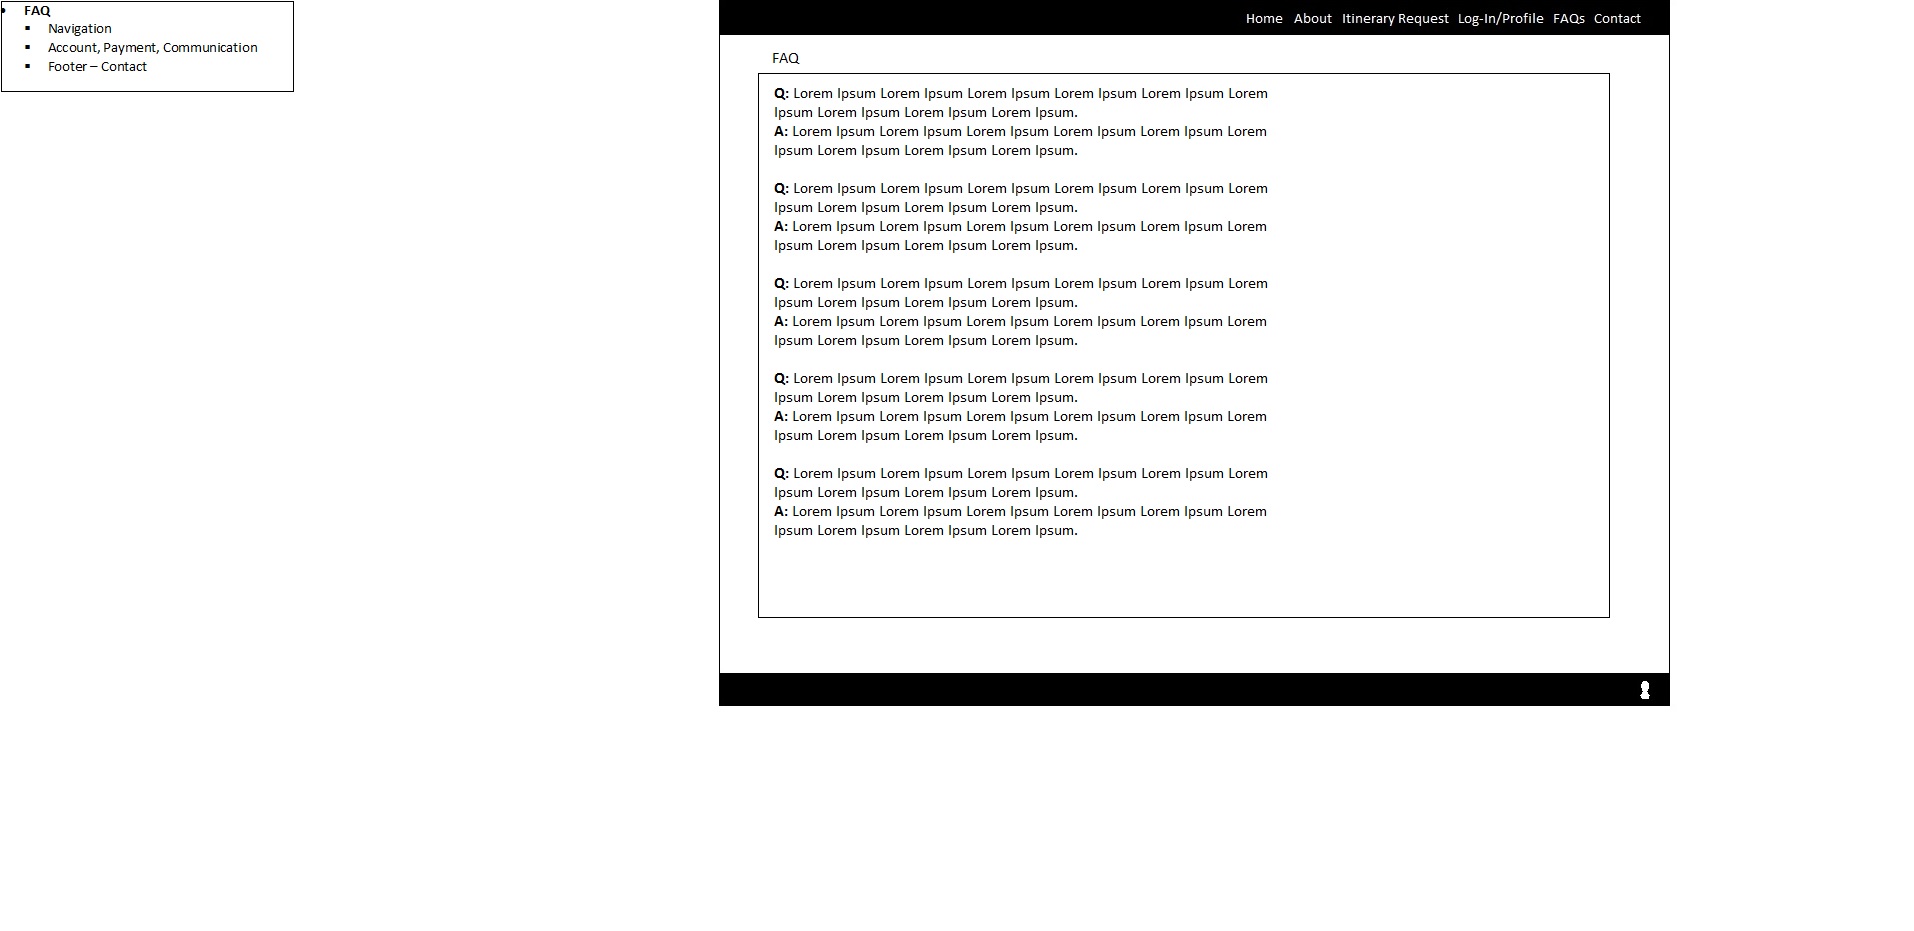 FAQ
Navigation
Account, Payment, Communication
Footer – Contact
Home About Itinerary Request Log-In/Profile FAQs Contact
FAQ
Q: Lorem Ipsum Lorem Ipsum Lorem Ipsum Lorem Ipsum Lorem Ipsum Lorem
Ipsum Lorem Ipsum Lorem Ipsum Lorem Ipsum.
A: Lorem Ipsum Lorem Ipsum Lorem Ipsum Lorem Ipsum Lorem Ipsum Lorem
Ipsum Lorem Ipsum Lorem Ipsum Lorem Ipsum.
Q: Lorem Ipsum Lorem Ipsum Lorem Ipsum Lorem Ipsum Lorem Ipsum Lorem
Ipsum Lorem Ipsum Lorem Ipsum Lorem Ipsum.
A: Lorem Ipsum Lorem Ipsum Lorem Ipsum Lorem Ipsum Lorem Ipsum Lorem
Ipsum Lorem Ipsum Lorem Ipsum Lorem Ipsum.
Q: Lorem Ipsum Lorem Ipsum Lorem Ipsum Lorem Ipsum Lorem Ipsum Lorem
Ipsum Lorem Ipsum Lorem Ipsum Lorem Ipsum.
A: Lorem Ipsum Lorem Ipsum Lorem Ipsum Lorem Ipsum Lorem Ipsum Lorem
Ipsum Lorem Ipsum Lorem Ipsum Lorem Ipsum.
Q: Lorem Ipsum Lorem Ipsum Lorem Ipsum Lorem Ipsum Lorem Ipsum Lorem
Ipsum Lorem Ipsum Lorem Ipsum Lorem Ipsum.
A: Lorem Ipsum Lorem Ipsum Lorem Ipsum Lorem Ipsum Lorem Ipsum Lorem
Ipsum Lorem Ipsum Lorem Ipsum Lorem Ipsum.
Q: Lorem Ipsum Lorem Ipsum Lorem Ipsum Lorem Ipsum Lorem Ipsum Lorem
Ipsum Lorem Ipsum Lorem Ipsum Lorem Ipsum.
A: Lorem Ipsum Lorem Ipsum Lorem Ipsum Lorem Ipsum Lorem Ipsum Lorem
Ipsum Lorem Ipsum Lorem Ipsum Lorem Ipsum.